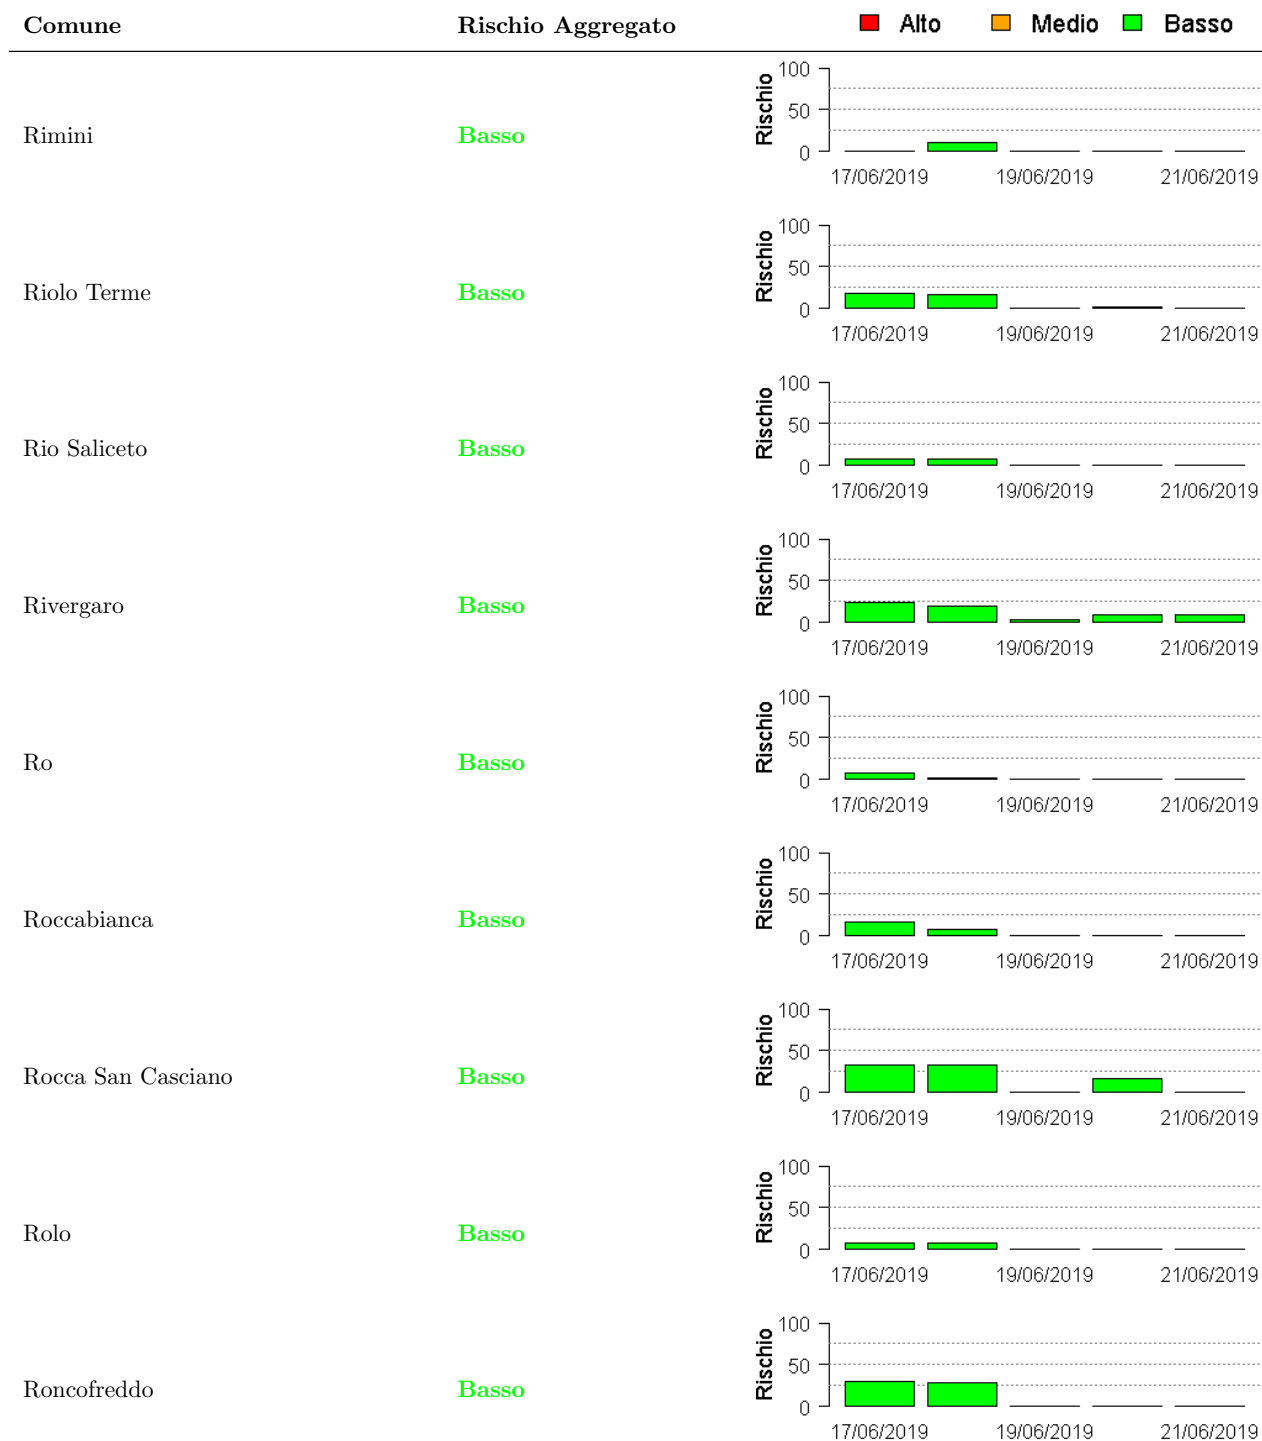 Comune Rischio Aggregato Alto Medio Basso
Rimini Basso
Rischio
100
50
0
17/06/2019 19/06/2019 21/06/2019
Riolo Terme Basso
Rischio
100
50
0
17/06/2019 19/06/2019 21/06/2019
Rio Saliceto Basso
Rischio
100
50
0
17/06/2019 19/06/2019 21/06/2019
Rivergaro Basso
Rischio
100
50
0
17/06/2019 19/06/2019 21/06/2019
Ro Basso
Rischio
100
50
0
17/06/2019 19/06/2019 21/06/2019
Roccabianca Basso
Rischio
100
50
0
17/06/2019 19/06/2019 21/06/2019
Rocca San Casciano Basso
Rischio
100
50
0
17/06/2019 19/06/2019 21/06/2019
Rolo Basso
Rischio
100
50
0
17/06/2019 19/06/2019 21/06/2019
Roncofreddo Basso
Rischio
100
50
0
17/06/2019 19/06/2019 21/06/2019